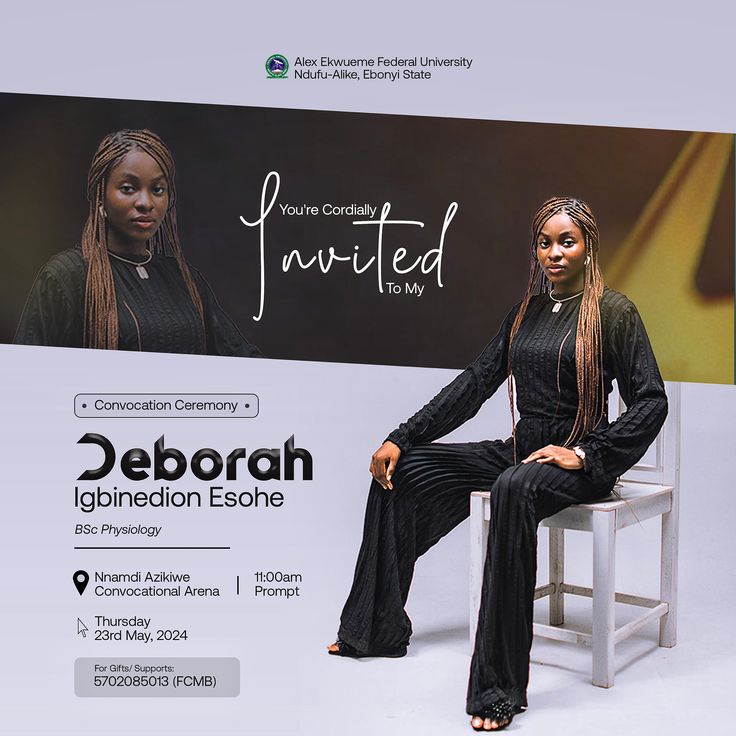 Alex Ekwueme Federal University
Ndufu-Alike, Ebonyi State
You're Cordially
Invited
To My
• Convocation Ceremony •
Deborah
Igbinedion Esohe
BSc Physiology
Nnamdi Azikiwe
Convocational Arena
|
11:00am
Prompt
Thursday
23rd May, 2024
For Gifts/ Supports:
5702085013 (FCMB)